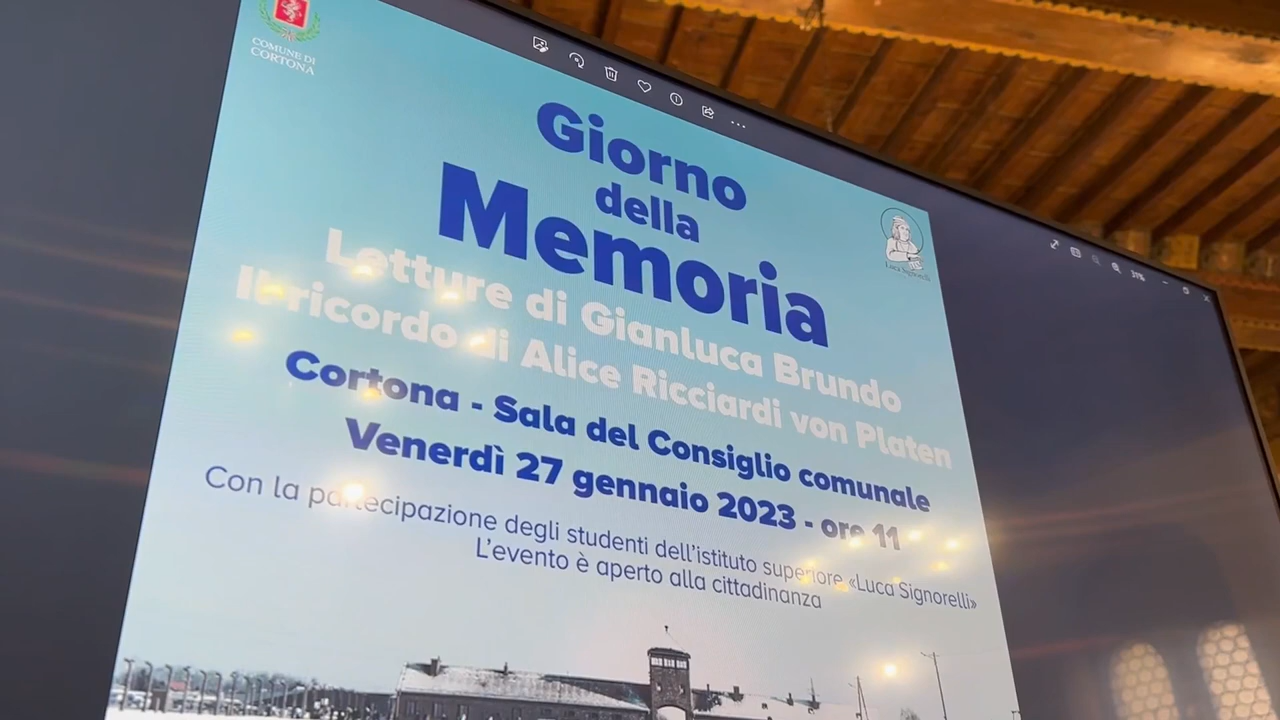 COMUNE DI
CORTONA
Giorno
della
Memoria
Luca Signorelli
Letture di Gianluca Brundo
Il ricordo di Alice Ricciardi von Platen
Cortona - Sala del Consiglio comunale
Venerdì 27 gennaio 2023 - ore 11
Con la partecipazione degli studenti dell'istituto superiore «Luca Signorelli»
L'evento è aperto alla cittadinanza